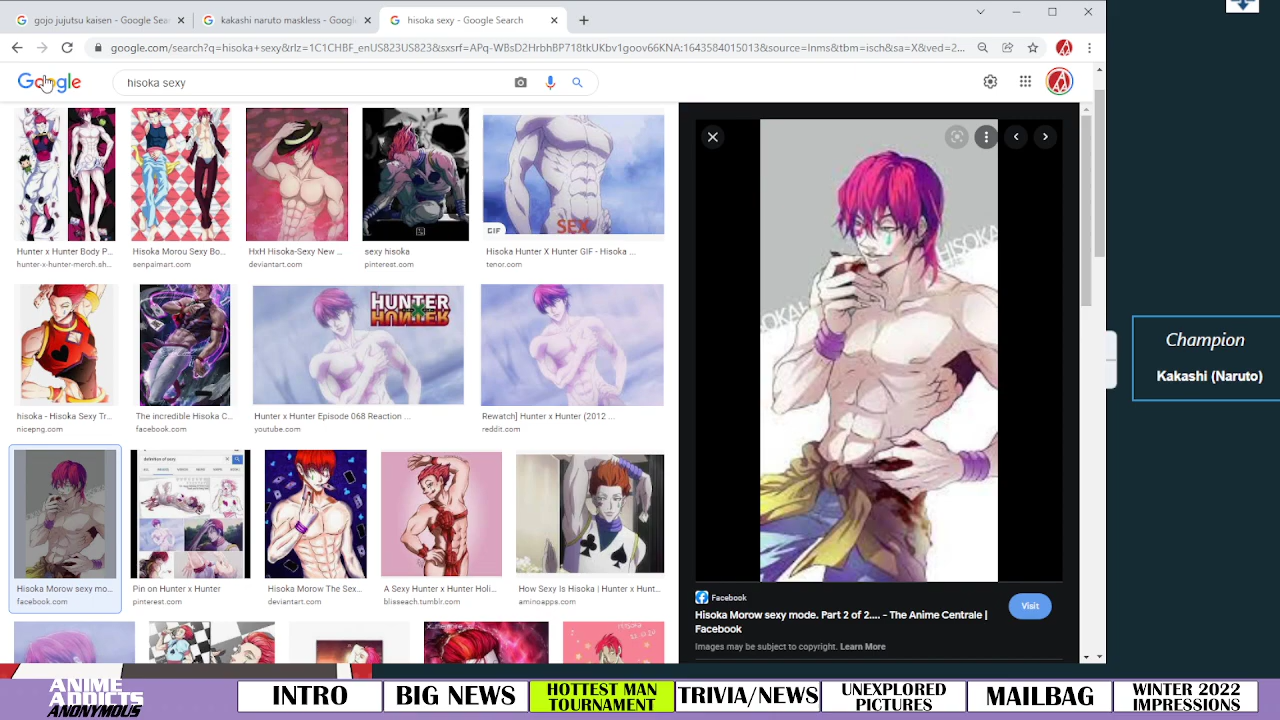 gojo jujutsu kaisen - Google Sea
kakashi naruto maskless - Google
hisoka sexy - Google Search
google.com/search?q=hisoka+sexy&rlz=1C1CHBF_enUS823US823&sxsrf=APq-WBsD2HrbhBP718tkUKbv1goov66KNA:1643584015013&source=lnms&tbm=isch&sa=X&ved=2...
Google
hisoka sexy
SEX
GIF
Hunter x Hunter Body P...
hunter-x-hunter-merch.sh...
Hisoka Morou Sexy Bo...
senpaimart.com
HxH Hisoka-Sexy New ...
deviantart.com
sexy hisoka
pinterest.com
Hisoka Hunter X Hunter GIF - Hisoka ...
tenor.com
HUNTER
HUNTER
hisoka - Hisoka Sexy Tr...
nicepng.com
The incredible Hisoka C...
facebook.com
Hunter x Hunter Episode 068 Reaction ...
youtube.com
Rewatch] Hunter x Hunter (2012 ...
reddit.com
definition of sexy
Hisoka Morow sexy mo...
facebook.com
Pin on Hunter x Hunter
pinterest.com
Hisoka Morow The Sex...
deviantart.com
A Sexy Hunter x Hunter Holi...
blisseach.tumblr.com
How Sexy Is Hisoka | Hunter x Hunt...
aminoapps.com
HISOKA
Facebook
Hisoka Morow sexy mode. Part 2 of 2.... - The Anime Centrale |
Facebook
Visit
Images may be subject to copyright. Learn More
Champion
Kakashi (Naruto)
ANIME
ADDICTS
ANONYMOUS
INTRO
BIG NEWS
HOTTEST MAN
TOURNAMENT
TRIVIA/NEWS
UNEXPLORED
PICTURES
MAILBAG
WINTER 2022
IMPRESSIONS